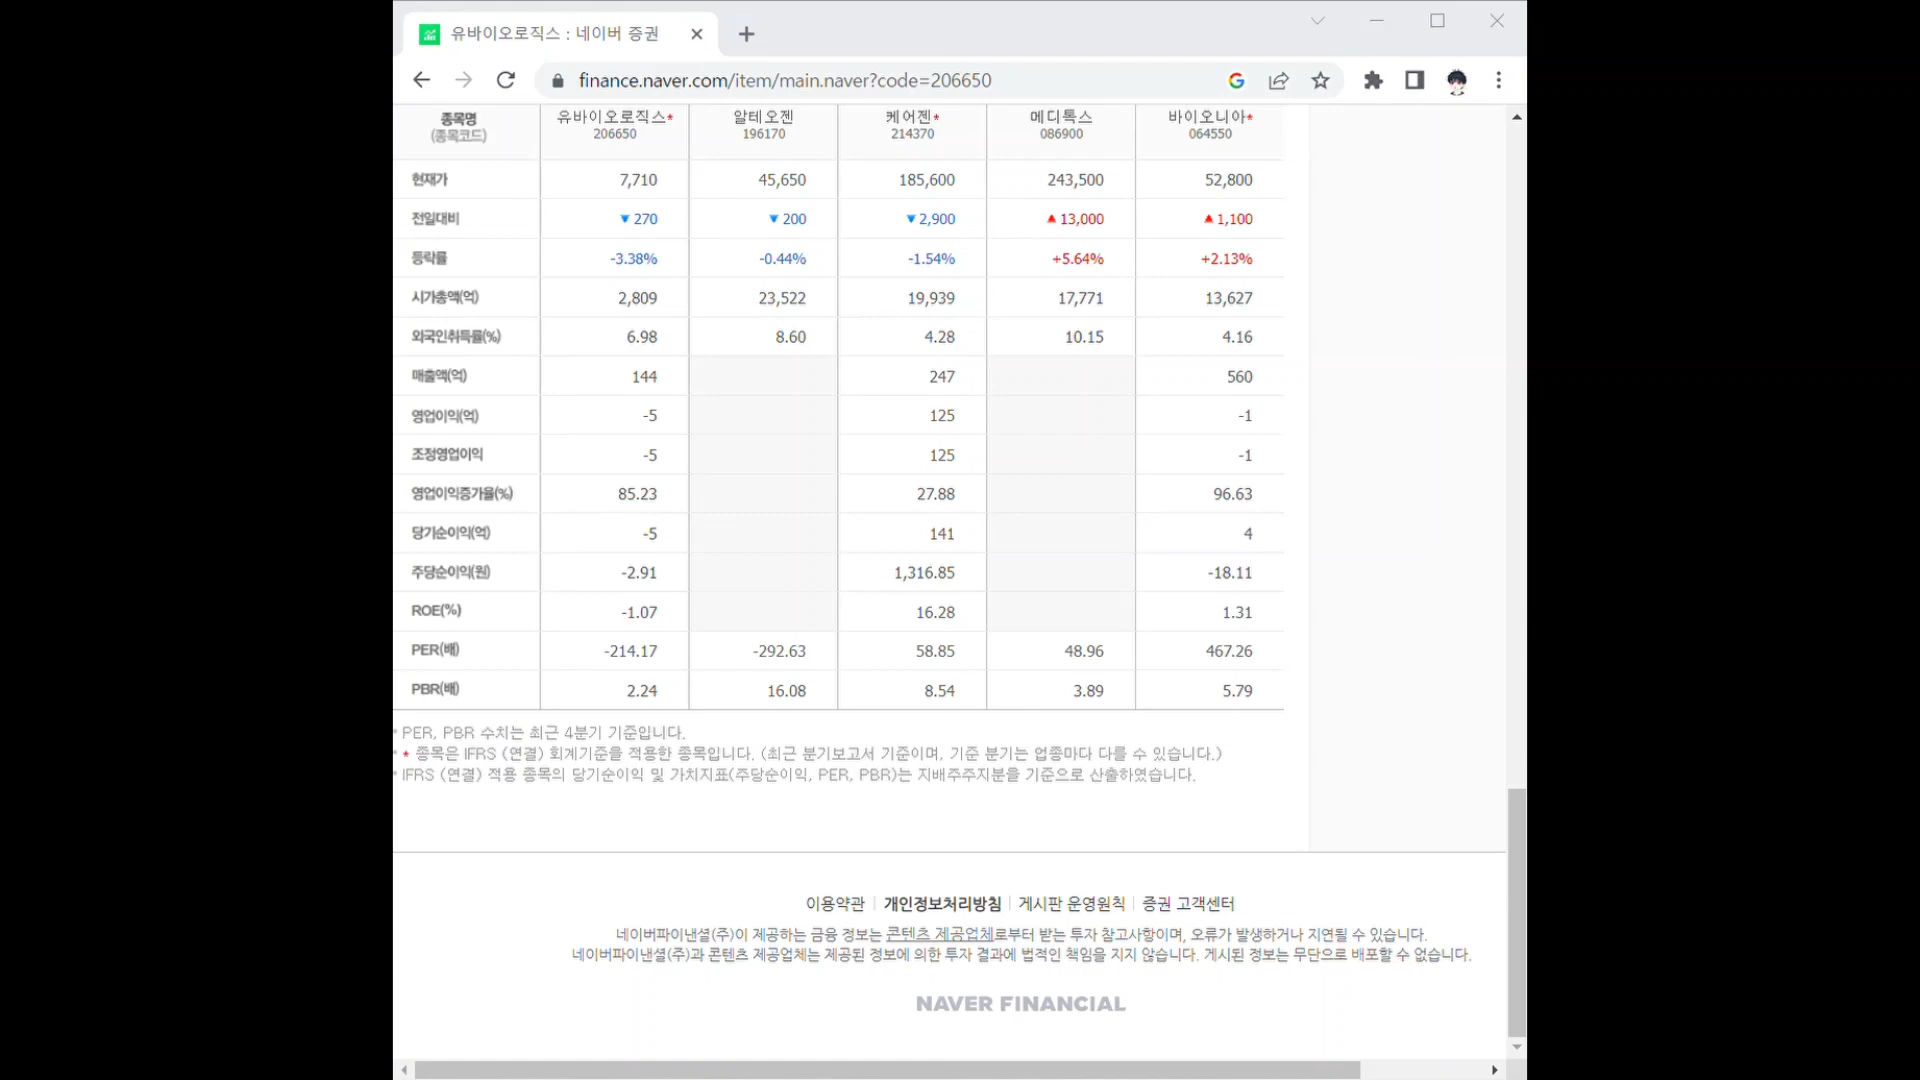 유바이오로직스 : 네이버 증권
finance.naver.com/item/main.naver?code=206650
종목명 유바이오로직스* 알테오젠 케어젠* 메디톡스 바이오니아*
(종목코드) 206650 196170 214370 086900 064550
현재가 7,710 45,650 185,600 243,500 52,800
전일대비 ▼270 ▼200 ▼2,900 ▲13,000 ▲1,100
등락률 -3.38% -0.44% -1.54% +5.64% +2.13%
시가총액(억) 2,809 23,522 19,939 17,771 13,627
외국인취득률(%) 6.98 8.60 4.28 10.15 4.16
매출액(억) 144 247 560
영업이익(억) -5 125 -1
조정영업이익 -5 125 -1
영업이익증가율(%) 85.23 27.88 96.63
당기순이익(억) -5 141 4
주당순이익(원) -2.91 1,316.85 -18.11
ROE(%) -1.07 16.28 1.31
PER(배) -214.17 -292.63 58.85 48.96 467.26
PBR(배) 2.24 16.08 8.54 3.89 5.79
* PER, PBR 수치는 최근 4분기 기준입니다.
* * 종목은 IFRS (연결) 회계기준을 적용한 종목입니다. (최근 분기보고서 기준이며, 기준 분기는 업종마다 다를 수 있습니다.)
* IFRS (연결) 적용 종목의 당기순이익 및 가치지표(주당순이익, PER, PBR)는 지배주주지분을 기준으로 산출하였습니다.
이용약관 개인정보처리방침 게시판 운영원칙 증권 고객센터
네이버파이낸셜(주)이 제공하는 금융 정보는 콘텐츠 제공업체로부터 받는 투자 참고사항이며, 오류가 발생하거나 지연될 수 있습니다.
네이버파이낸셜(주)과 콘텐츠 제공업체는 제공된 정보에 의한 투자 결과에 법적인 책임을 지지 않습니다. 게시된 정보는 무단으로 배포할 수 없습니다.
NAVER FINANCIAL